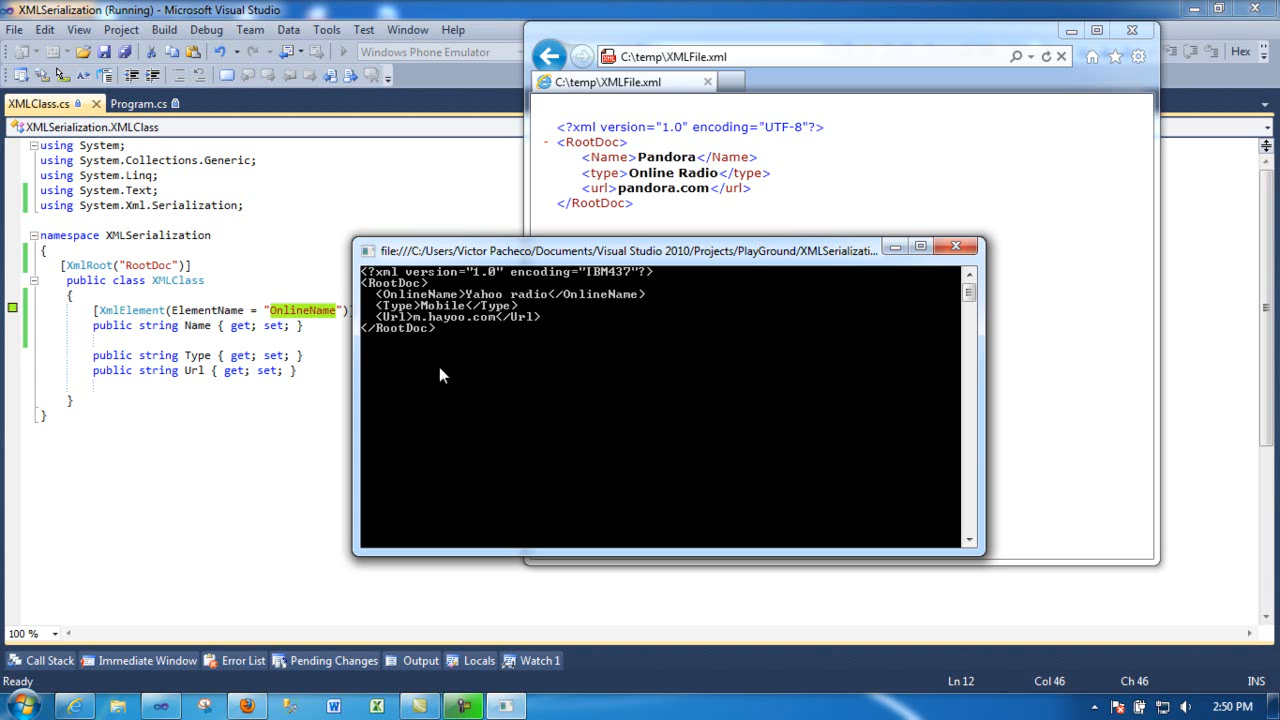 XMLSerialization (Running) - Microsoft Visual Studio
File Edit View Project Build Debug Team Data Tools Test Window Help
Windows Phone Emulator
Hex
XMLClass.cs
Program.cs
XMLSerialization.XMLClass
using System;
using System.Collections.Generic;
using System.Linq;
using System.Text;
using System.Xml.Serialization;
namespace XMLSerialization
{
[XmlRoot("RootDoc")]
public class XMLClass
{
[XmlElement(ElementName = "OnlineName")]
public string Name { get; set; }
public string Type { get; set; }
public string Url { get; set; }
}
}
C:\temp\XMLFile.xml
C:\temp\XMLFile.xml
<?xml version="1.0" encoding="UTF-8"?>
- <RootDoc>
<Name>Pandora</Name>
<type>Online Radio</type>
<url>pandora.com</url>
</RootDoc>
file:///C:/Users/Victor Pacheco/Documents/Visual Studio 2010/Projects/PlayGround/XMLSerializati...
<?xml version="1.0" encoding="IBM437"?>
<RootDoc>
<OnlineName>Yahoo radio</OnlineName>
<Type>Mobile</Type>
<Url>m.hayoo.com</Url>
</RootDoc>
100 %
Call Stack Immediate Window Error List Pending Changes Output Locals Watch 1
Ready Ln 12 Col 46 Ch 46 INS
2:50 PM